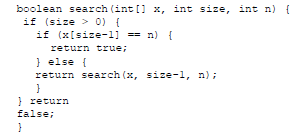 boolean search(int[] x, int size, int n) {
if (size > 0) {
if (x[size-1] == n) {
return true;
} else {
return search(x, size-1, n);
}
} return
false;
}